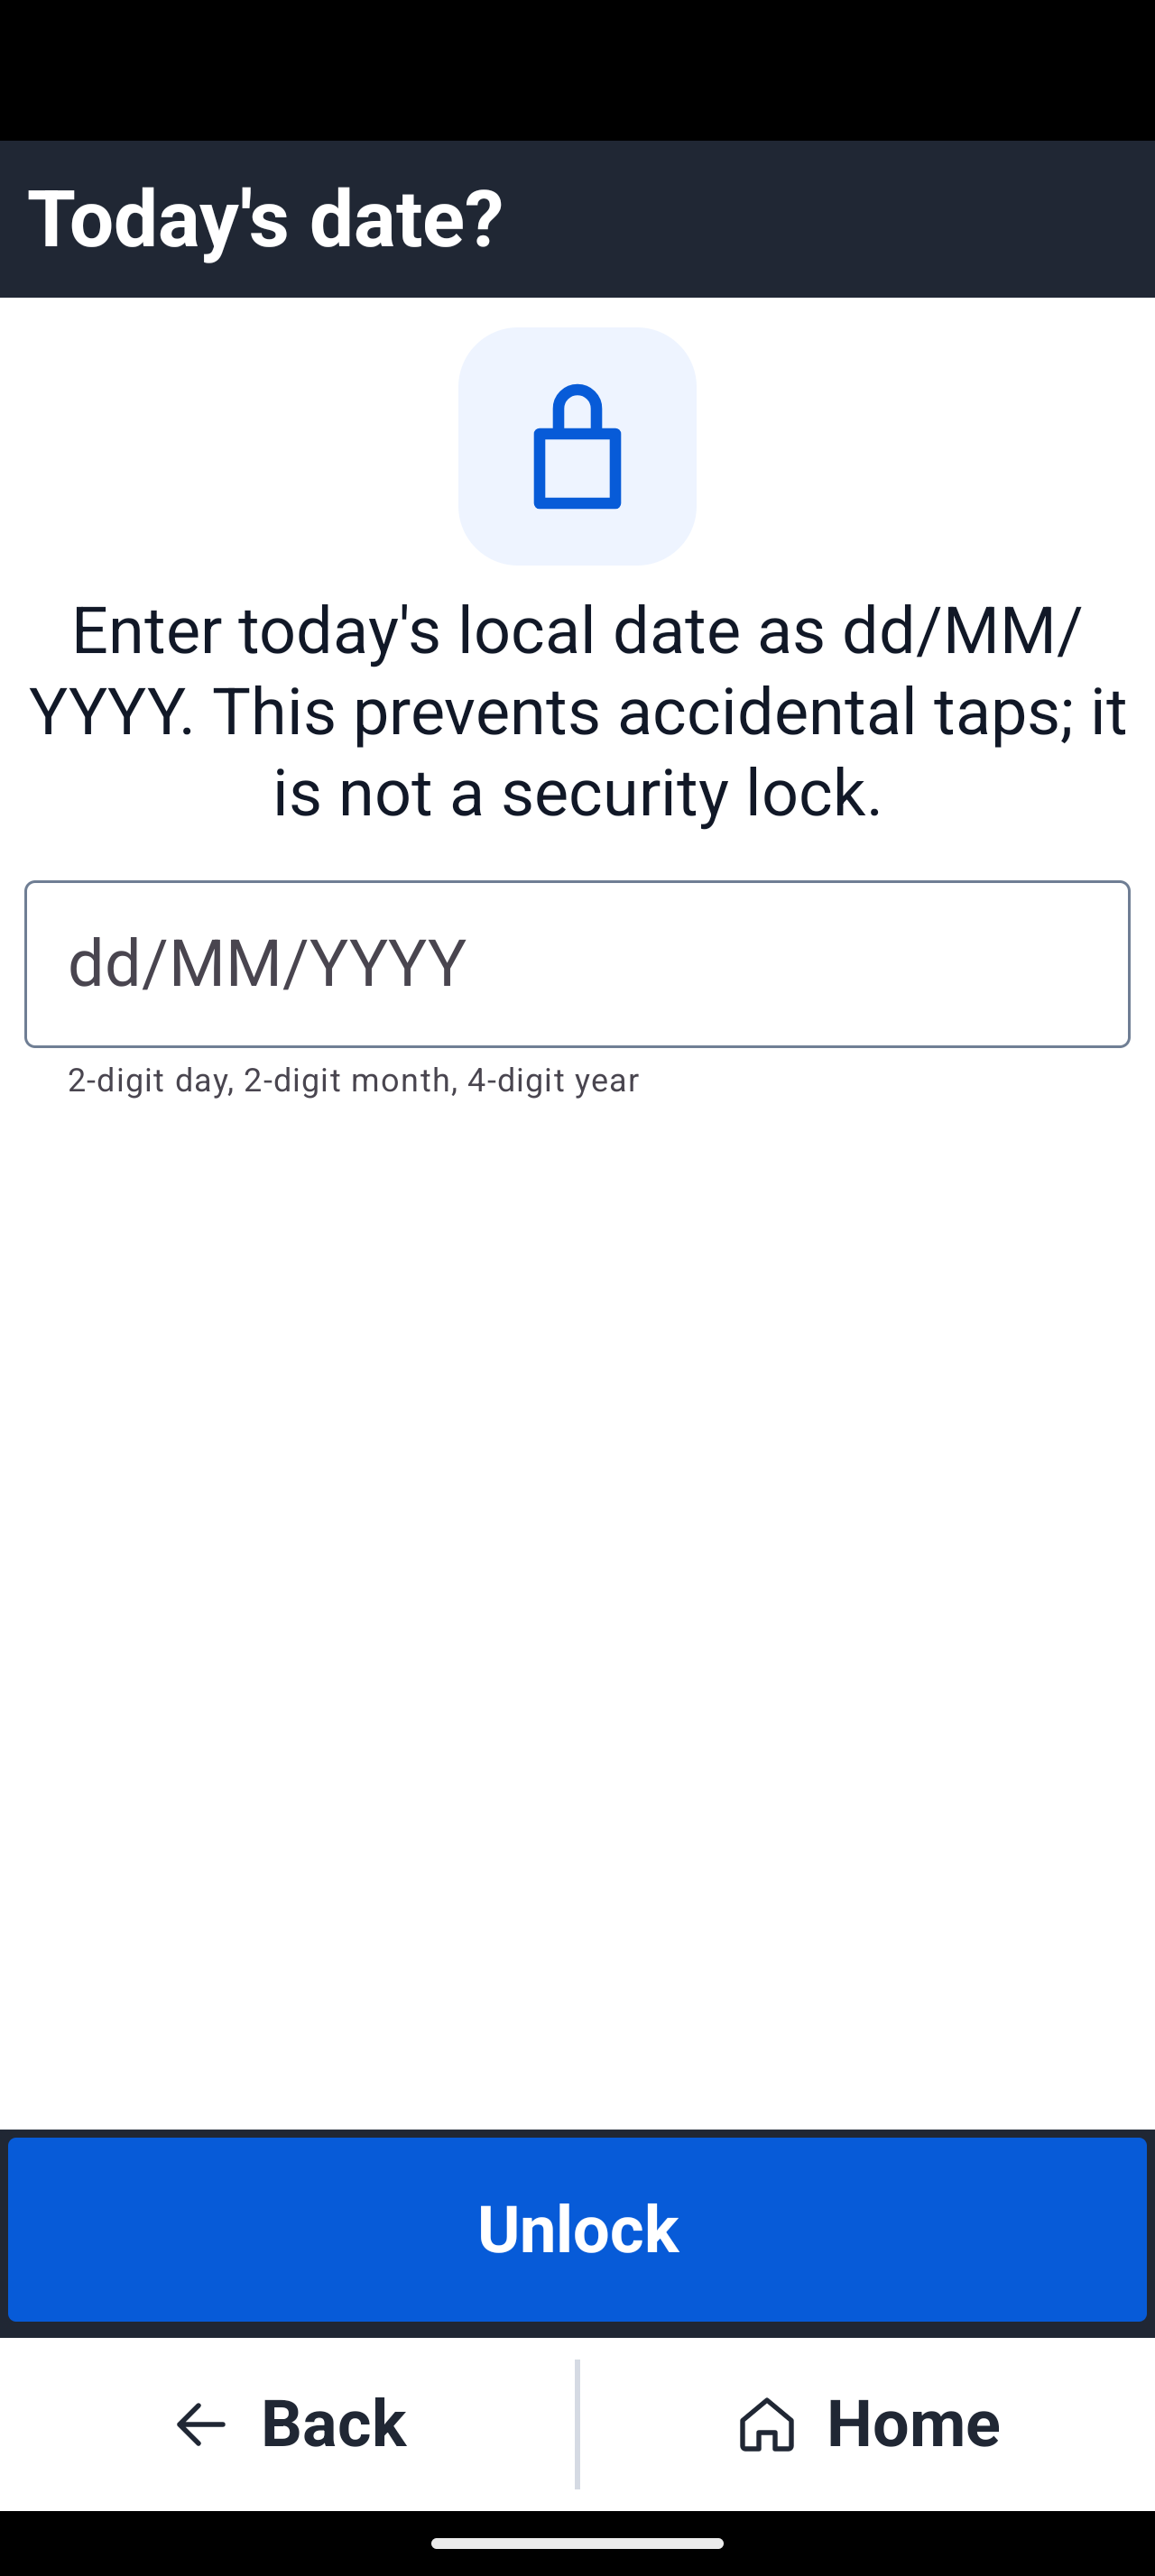 Today's date?
Enter today's local date as dd/MM/
YYYY. This prevents accidental taps; it
is not a security lock.
dd/MM/YYYY
2-digit day, 2-digit month, 4-digit year
Unlock
Back
Home